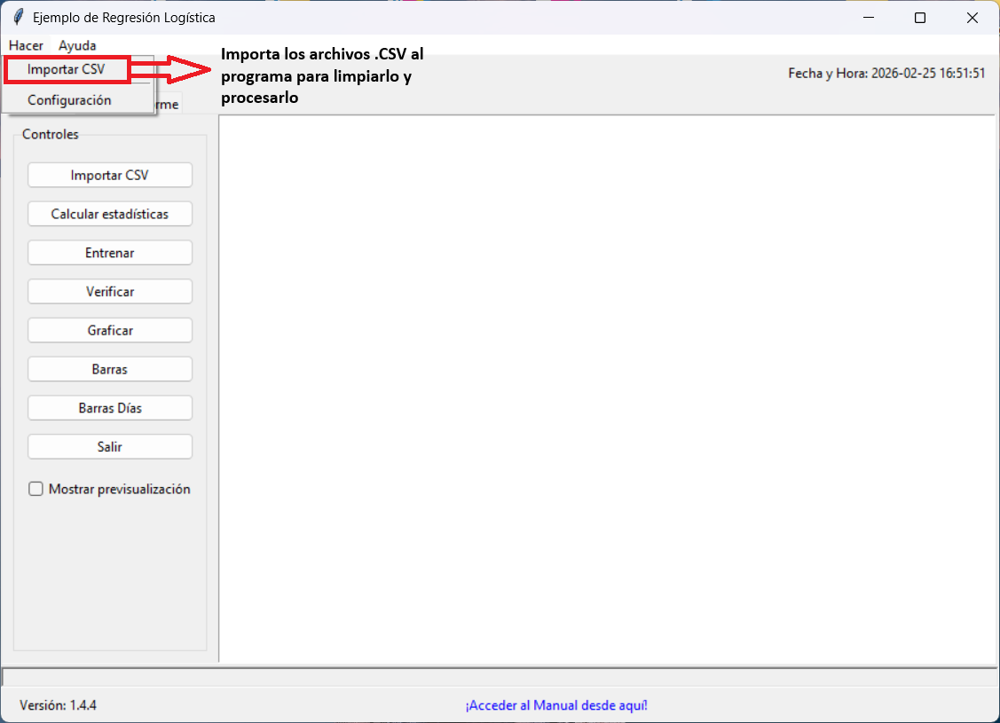 Ejemplo de Regresión Logística
Hacer Ayuda
Importar CSV
Configuración
Importa los archivos .CSV al
programa para limpiarlo y
procesarlo
Fecha y Hora: 2026-02-25 16:51:51
rme
Controles
Importar CSV
Calcular estadísticas
Entrenar
Verificar
Graficar
Barras
Barras Días
Salir
Mostrar previsualización
Versión: 1.4.4
¡Acceder al Manual desde aquí!